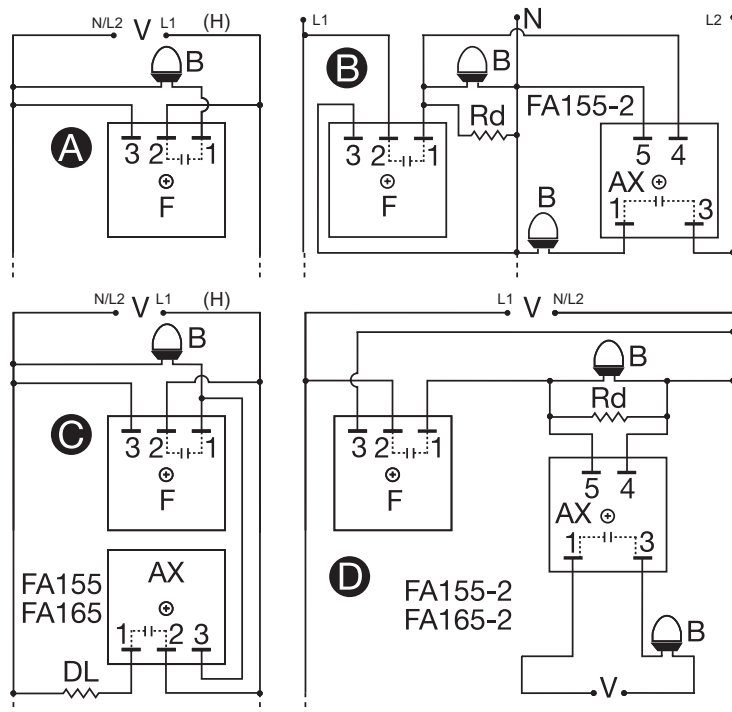 N/L2 V L1 (H)
B
3 2 1
A
F
L1 N L2
B
B
Rd
FA155-2
3 2 1
F
5 4
AX
B
1 3
N/L2 V L1 (H)
B
C
3 2 1
F
FA155
FA165
AX
1 2 3
DL
L1 V N/L2
B
Rd
3 2 1
F
5 4
AX
1 3
D
FA155-2
FA165-2
B
V